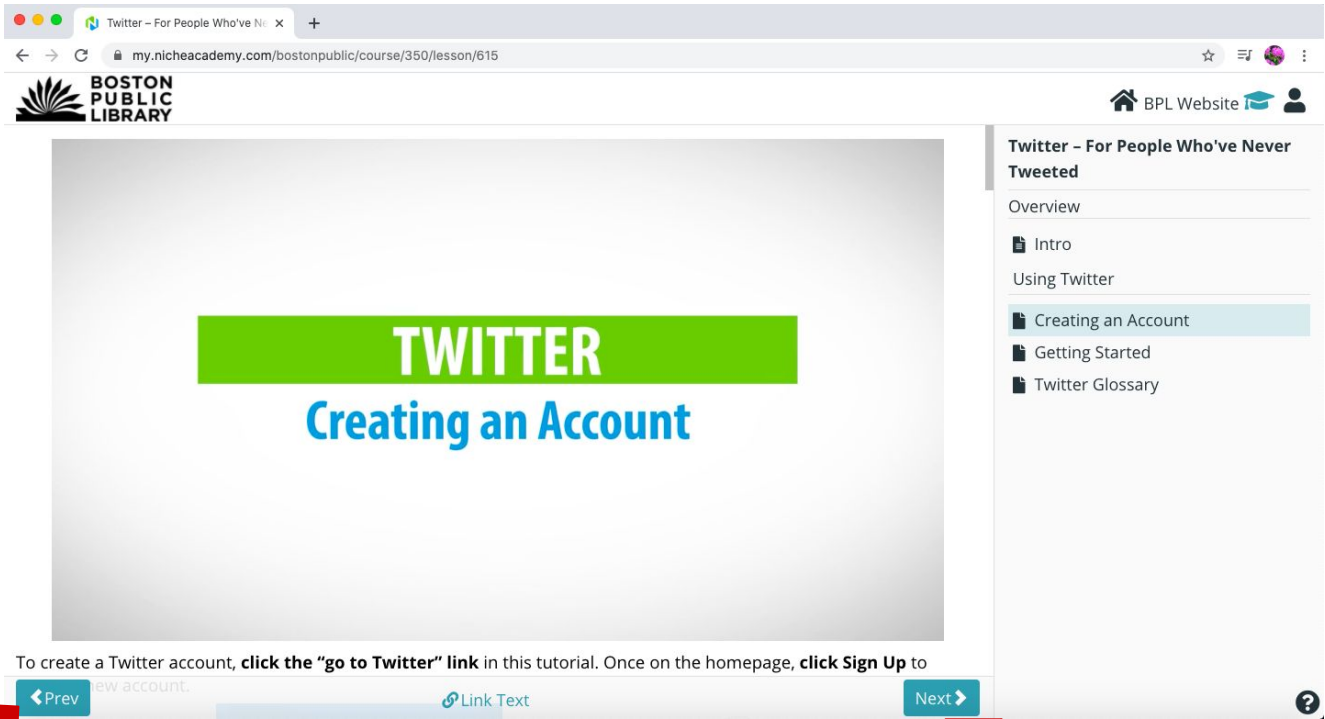 Twitter – For People Who've Ne
my.nicheacademy.com/bostonpublic/course/350/lesson/615
BOSTON
PUBLIC
LIBRARY
BPL Website
TWITTER
Creating an Account
To create a Twitter account, click the “go to Twitter” link in this tutorial. Once on the homepage, click Sign Up to
new account.
Prev
Link Text
Next
Twitter – For People Who've Never
Tweeted
Overview
Intro
Using Twitter
Creating an Account
Getting Started
Twitter Glossary